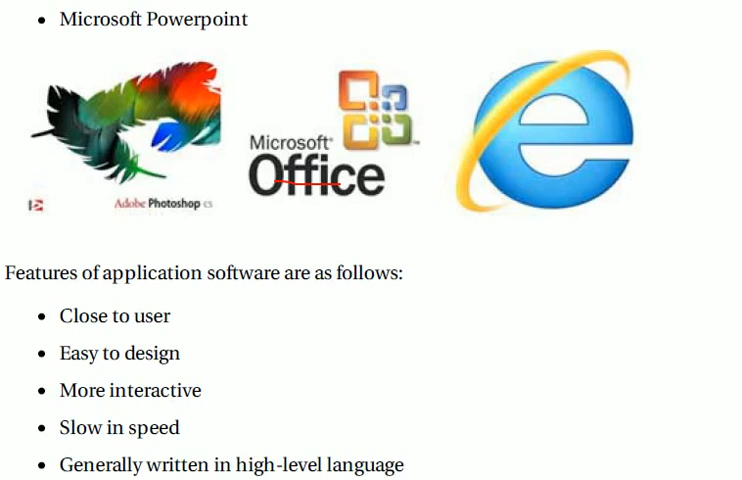 • Microsoft Powerpoint
Microsoft®
Office™
Adobe Photoshop cs
Features of application software are as follows:
• Close to user
• Easy to design
• More interactive
• Slow in speed
• Generally written in high-level language